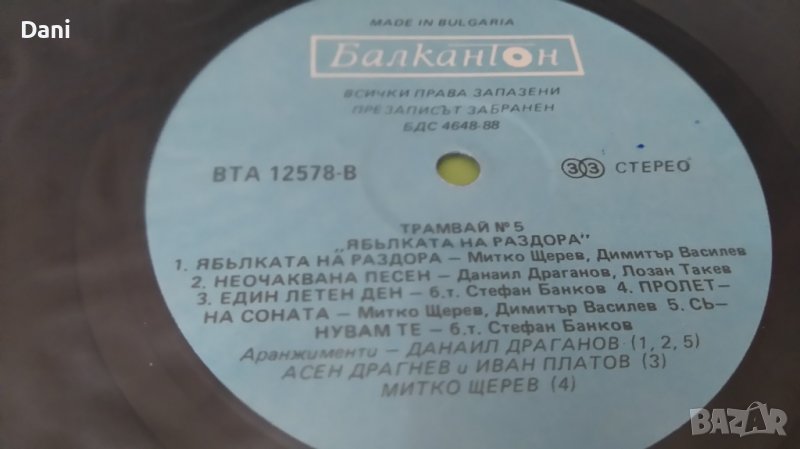 Dani
MADE IN BULGARIA
Балкантон
ВСИЧКИ ПРАВА ЗАПАЗЕНИ
ПРЕЗАПИСЪТ ЗАБРАНЕН
БДС 4648-88
ВТА 12578-В
33 СТЕРЕО
ТРАМВАЙ № 5
„ЯБЪЛКАТА НА РАЗДОРА"
1. ЯБЪЛКАТА НА РАЗДОРА – Митко Щерев, Димитър Василев
2. НЕОЧАКВАНА ПЕСЕН – Данаил Драганов, Лозан Такев
3. ЕДИН ЛЕТЕН ДЕН – б.т. Стефан Банков 4. ПРОЛЕТ-
НА СОНАТА – Митко Щерев, Димитър Василев 5. СЪ-
НУВАМ ТЕ – б.т. Стефан Банков
Аранжименти – ДАНАИЛ ДРАГАНОВ (1, 2, 5)
АСЕН ДРАГНЕВ и ИВАН ПЛАТОВ (3)
МИТКО ЩЕРЕВ (4)
BAZAR